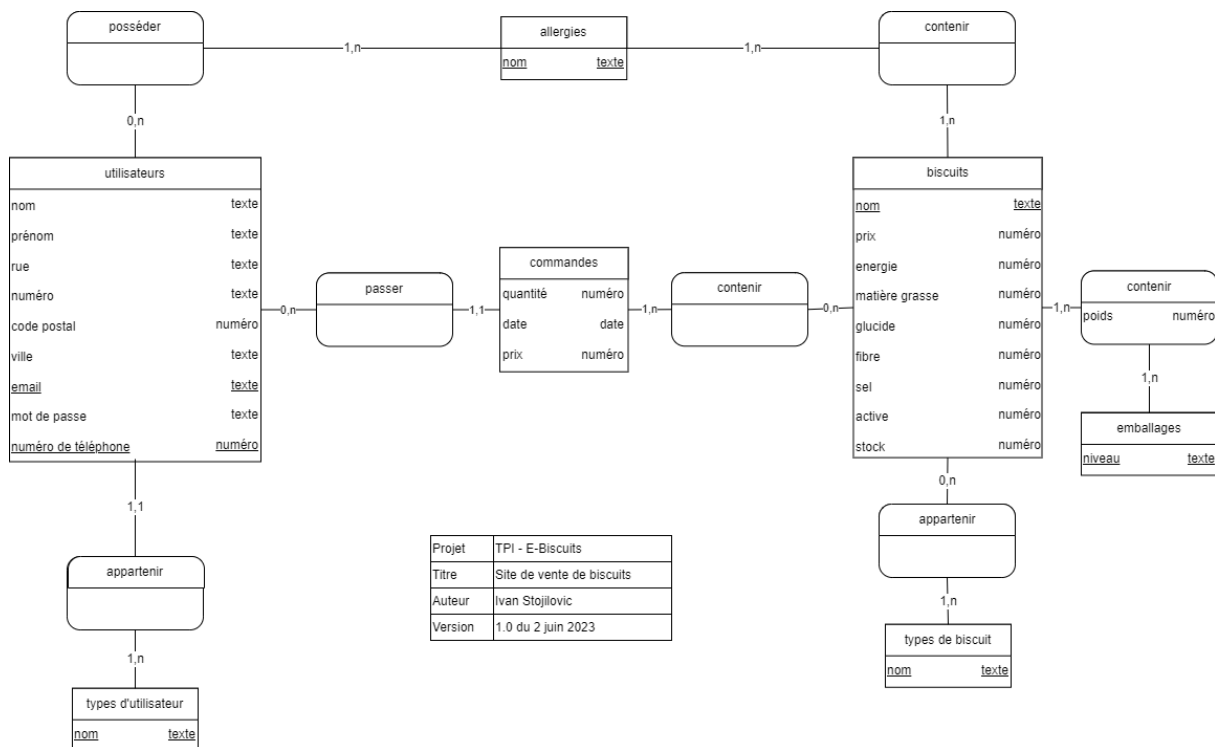 posséder
allergies
contenir
1,n
1,n
nom texte
0,n
1,n
utilisateurs
biscuits
nom texte
prénom texte
rue texte
numéro texte
code postal numéro
ville texte
email texte
mot de passe texte
numéro de téléphone numéro
0,n
passer
1,1
commandes
quantité numéro
date date
prix numéro
1,n
contenir
0,n
nom texte
prix numéro
energie numéro
matière grasse numéro
glucide numéro
fibre numéro
sel numéro
active numéro
stock numéro
1,n
contenir
poids numéro
1,n
emballages
niveau texte
1,1
appartenir
1,n
types d'utilisateur
nom texte
0,n
appartenir
1,n
types de biscuit
nom texte
Projet TPI - E-Biscuits
Titre Site de vente de biscuits
Auteur Ivan Stojilovic
Version 1.0 du 2 juin 2023